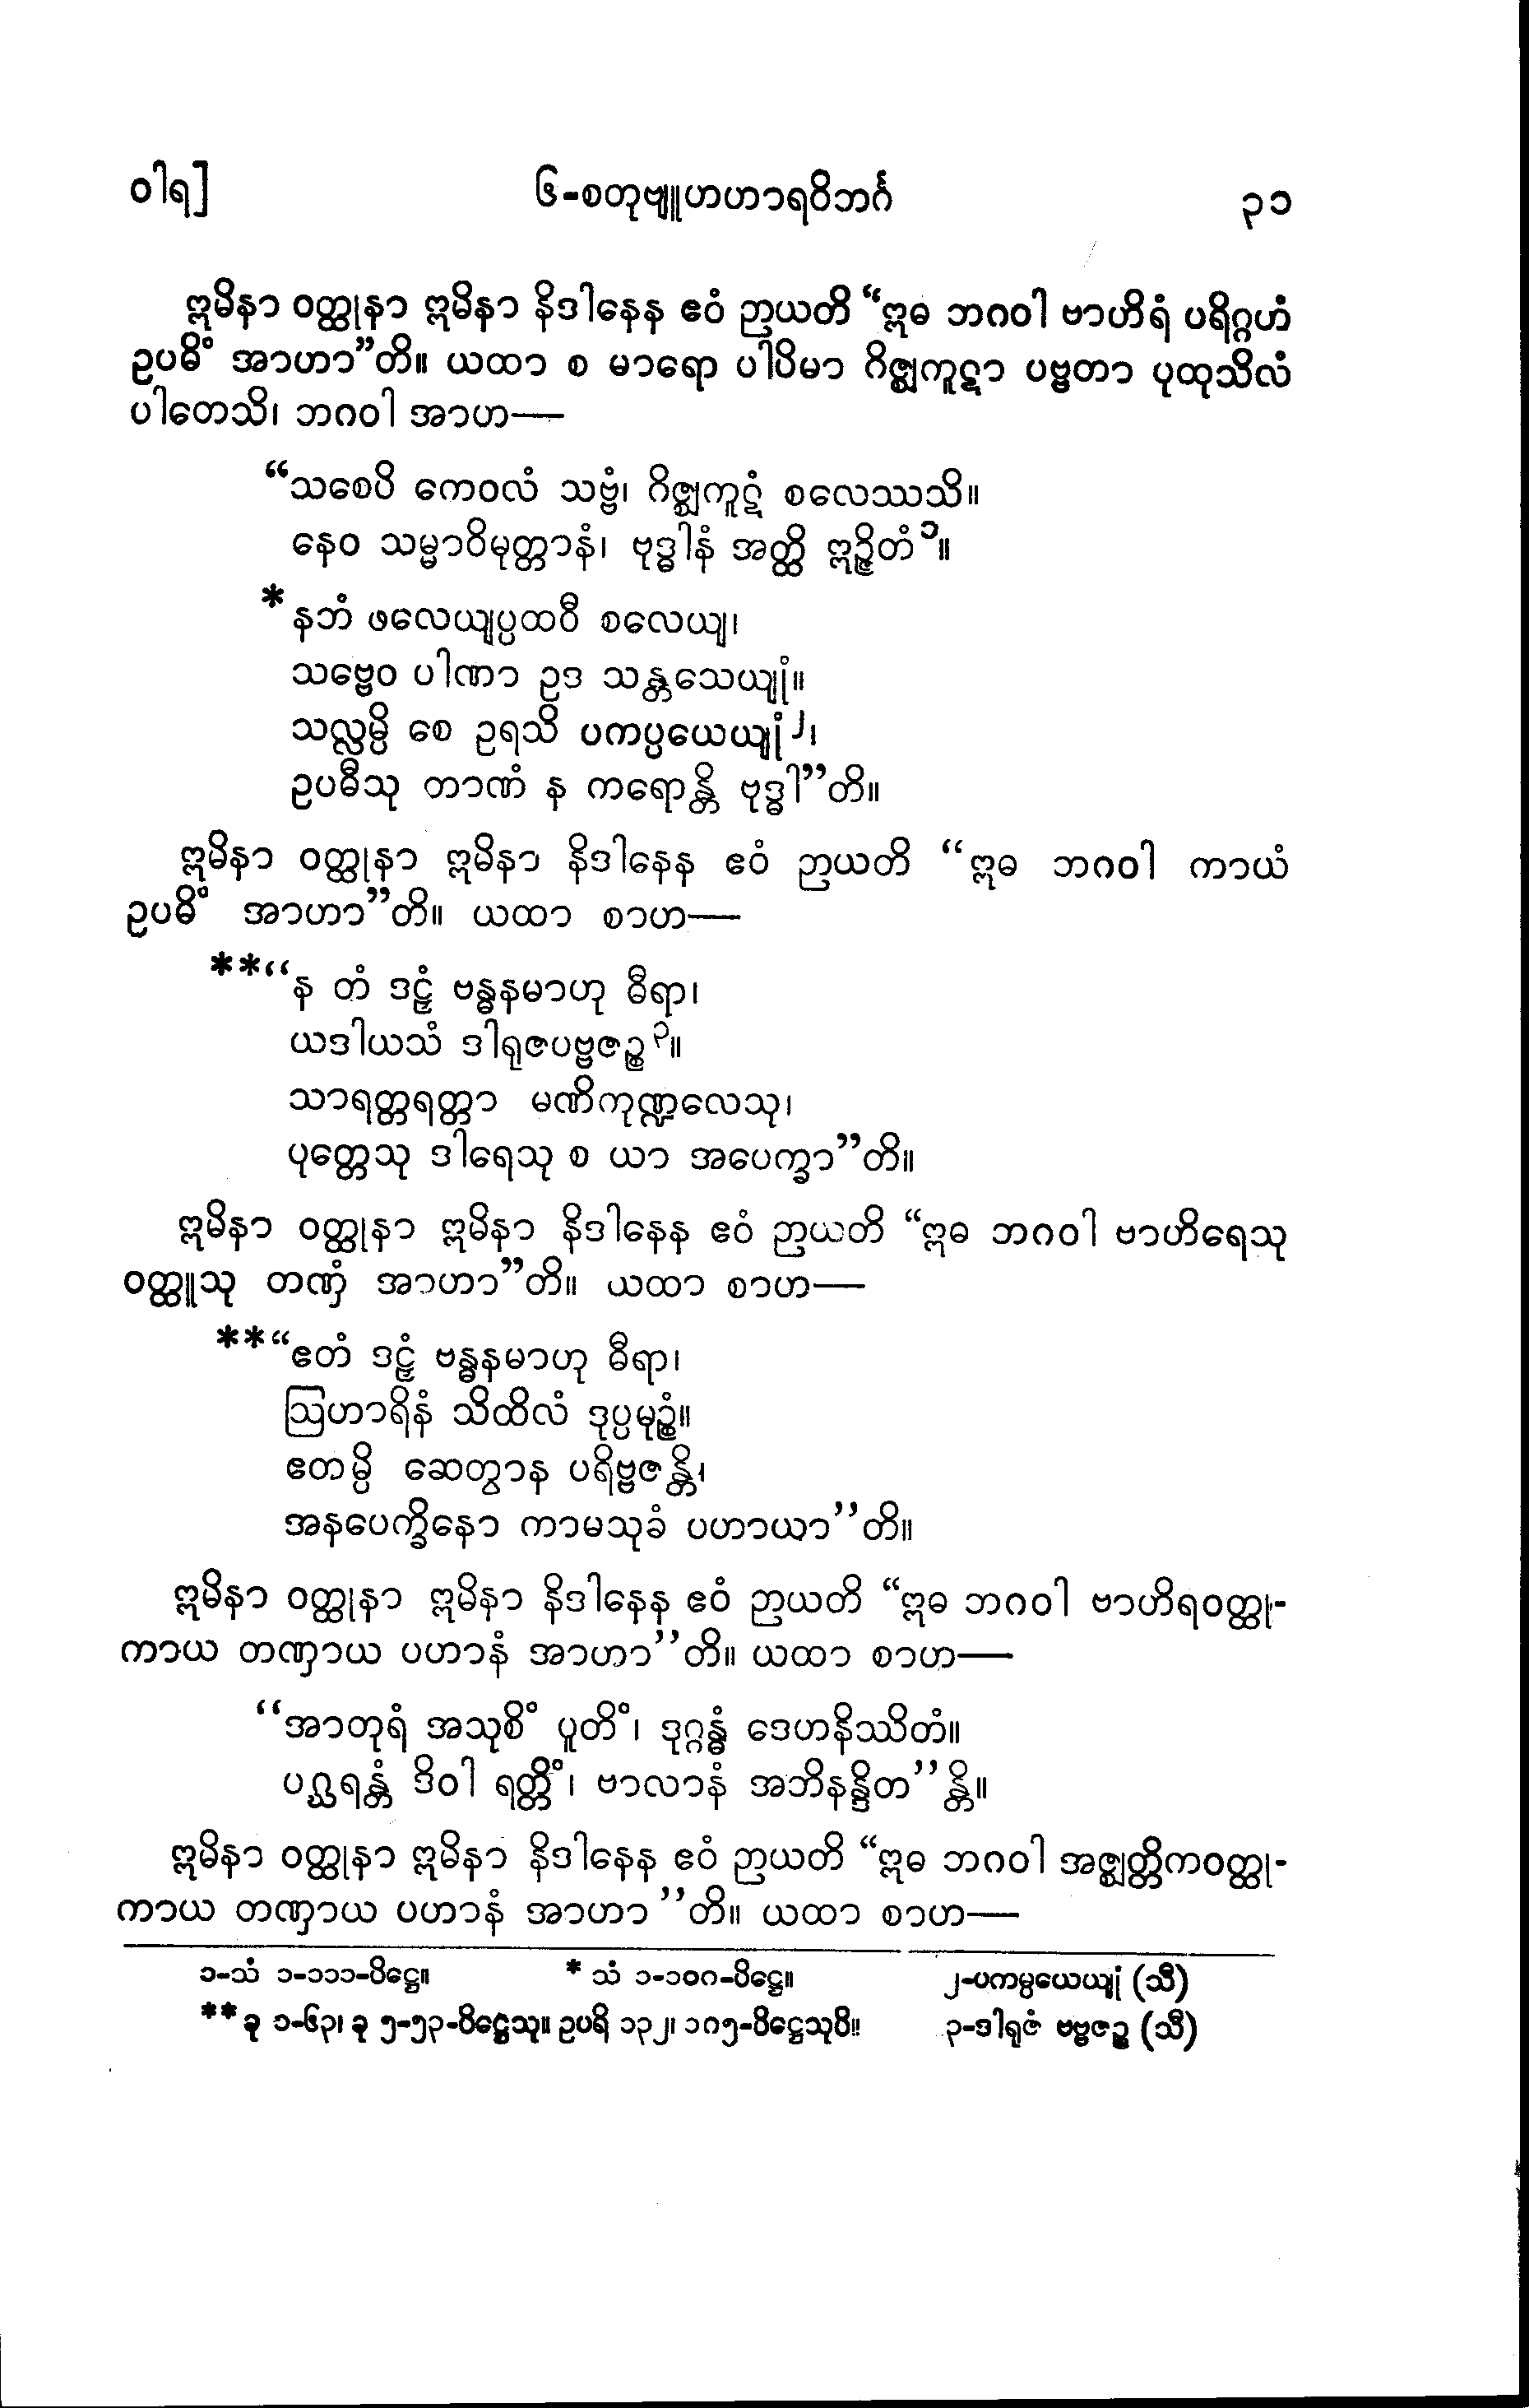 ဝါရ]
၆-စတုဗျူဟဟာရဝိဘင်္ဂ
၃၁
ဣမိနာ ဝတ္ထုနာ ဣမိနာ နိဒါနေန ဧဝံ ဉာယတိ “ဣဓ ဘဂဝါ ဗာဟိရံ ပရိဂ္ဂဟံ
ဥပဓိံ အာဟာ”တိ။ ယထာ စ မာရော ပါပိမာ ဂိဇ္ဈကူဋာ ပဗ္ဗတာ ပုထုသိလံ
ပါတေသိ၊ ဘဂဝါ အာဟ—
“သစေပိ ကေဝလံ သဗ္ဗံ၊ ဂိဇ္ဈကူဋံ စလေဿသိ။
နေဝ သမ္မာဝိမုတ္တာနံ၊ ဗုဒ္ဓါနံ အတ္ထိ ဣဉ္ဇိတံ၁။
*နဘံ ဖလေယျပ္ပထဝီ စလေယျ၊
သဗ္ဗေဝ ပါဏာ ဥဒ သန္တသေယျုံ။
သလ္လမ္ပိ စေ ဥရသိ ပကပ္ပယေယျုံ၂၊
ဥပဓီသု တာဏံ န ကရောန္တိ ဗုဒ္ဓါ”တိ။
ဣမိနာ ဝတ္ထုနာ ဣမိနာ နိဒါနေန ဧဝံ ဉာယတိ “ဣဓ ဘဂဝါ ကာယံ
ဥပဓိံ အာဟာ”တိ။ ယထာ စာဟ—
**“န တံ ဒဠှံ ဗန္ဓနမာဟု ဓီရာ၊
ယဒါယသံ ဒါရုဇပဗ္ဗဇဉ္စ၃။
သာရတ္တရတ္တာ မဏိကုဏ္ဍလေသု၊
ပုတ္တေသု ဒါရေသု စ ယာ အပေက္ခာ”တိ။
ဣမိနာ ဝတ္ထုနာ ဣမိနာ နိဒါနေန ဧဝံ ဉာယတိ “ဣဓ ဘဂဝါ ဗာဟိရေသု
ဝတ္ထူသု တဏှံ အာဟာ”တိ။ ယထာ စာဟ—
**“ဧတံ ဒဠှံ ဗန္ဓနမာဟု ဓီရာ၊
ဩဟာရိနံ သိထိလံ ဒုပ္ပမုဉ္စံ။
ဧတမ္ပိ ဆေတွာန ပရိဗ္ဗဇန္တိ၊
အနပေက္ခိနော ကာမသုခံ ပဟာယာ”တိ။
ဣမိနာ ဝတ္ထုနာ ဣမိနာ နိဒါနေန ဧဝံ ဉာယတိ “ဣဓ ဘဂဝါ ဗာဟိရဝတ္ထု-
ကာယ တဏှာယ ပဟာနံ အာဟာ”တိ။ ယထာ စာဟ—
“အာတုရံ အသုစိံ ပူတိံ၊ ဒုဂ္ဂန္ဓံ ဒေဟနိဿိတံ။
ပဂ္ဃရန္တံ ဒိဝါ ရတ္တိံ၊ ဗာလာနံ အဘိနန္ဒိတ”န္တိ။
ဣမိနာ ဝတ္ထုနာ ဣမိနာ နိဒါနေန ဧဝံ ဉာယတိ “ဣဓ ဘဂဝါ အဇ္ဈတ္တိကဝတ္ထု-
ကာယ တဏှာယ ပဟာနံ အာဟာ”တိ။ ယထာ စာဟ—
၁-သံ ၁-၁၁၁-ပိဋ္ဌေ။ * သံ ၁-၁၀၈-ပိဋ္ဌေ။ ၂-ပကမ္ပယေယျုံ (သီ)
** ခု ၁-၆၃၊ ခု ၅-၅၃-ပိဋ္ဌေသု။ ဥပရိ ၁၃၂၊ ၁၈၅-ပိဋ္ဌေသုပိ။ ၃-ဒါရုဇံ ဗဗ္ဗဇဉ္စ (သီ)